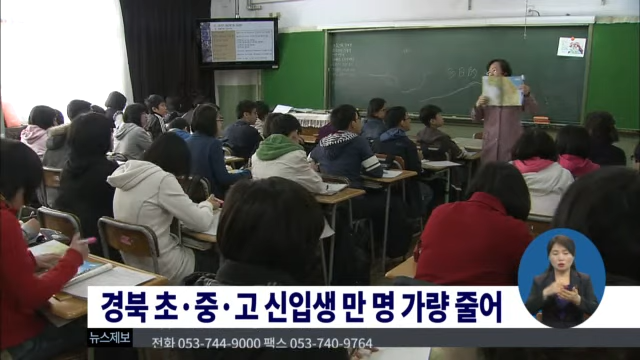 경북 초·중·고 신입생 만 명 가량 줄어
뉴스제보 전화 053-744-9000 팩스 053-740-9764